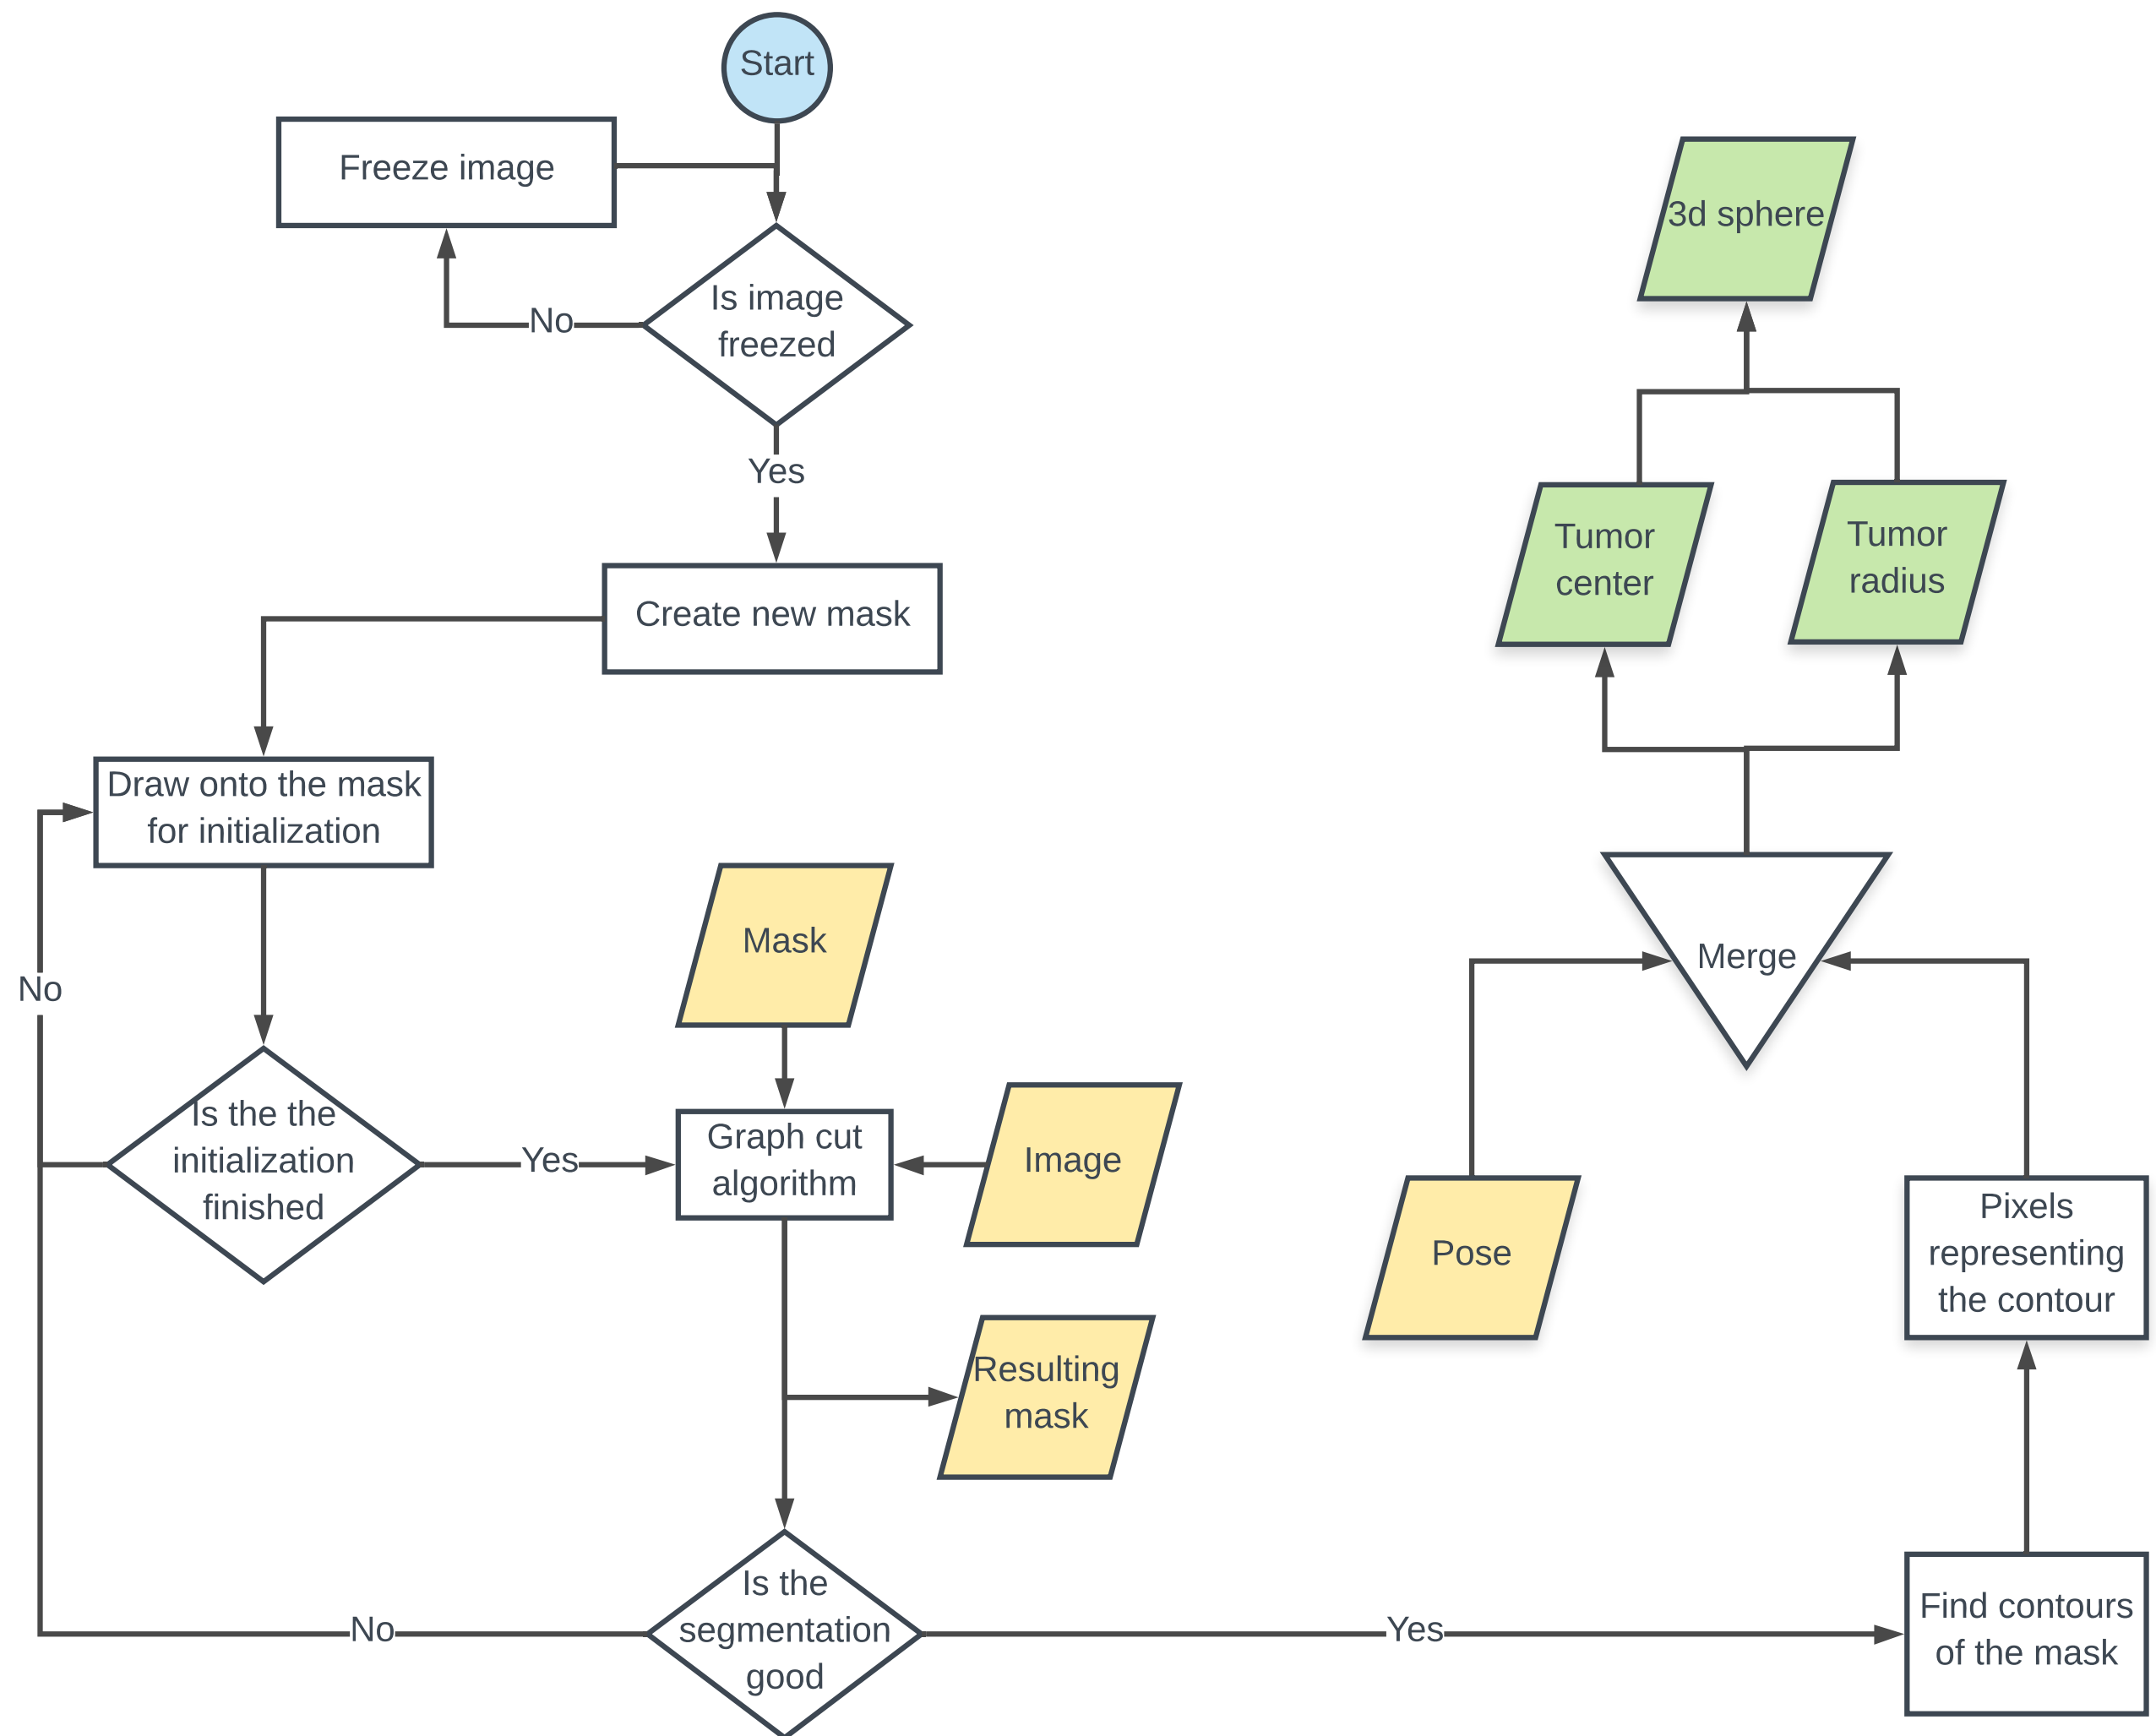 Start
Freeze image
Is image
freezed
No
Yes
Create new mask
Draw onto the mask
for initialization
No
Is the the
initialization
finished
Yes
Mask
Graph cut
algorithm
Image
Resulting
mask
Is the
segmentation
good
No
Yes
Find contours
of the mask
Pixels
representing
the contour
Pose
Merge
Tumor
center
Tumor
radius
3d sphere